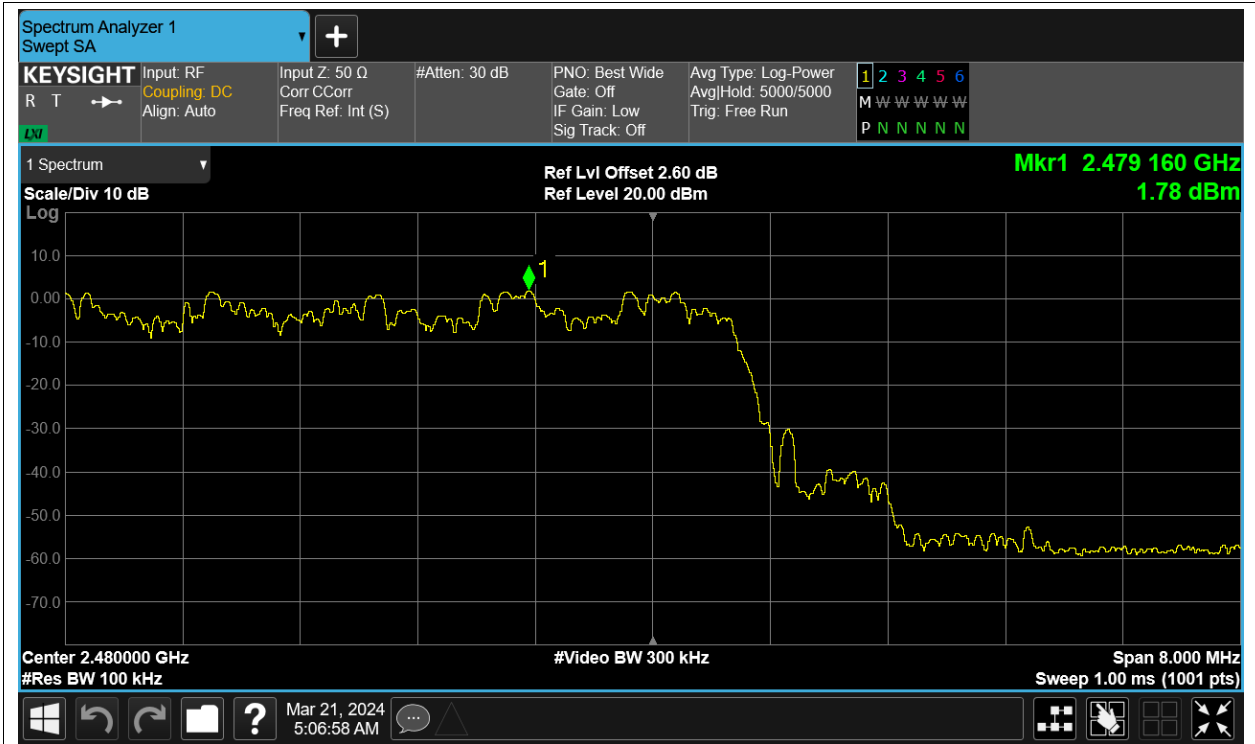 Spectrum Analyzer 1
Swept SA
+
KEYSIGHT
R T
LXI
Input: RF
Coupling: DC
Align: Auto
Input Z: 50 Ω
Corr CCorr
Freq Ref: Int (S)
#Atten: 30 dB
PNO: Best Wide
Gate: Off
IF Gain: Low
Sig Track: Off
Avg Type: Log-Power
Avg|Hold: 5000/5000
Trig: Free Run
1 2 3 4 5 6
M W W W W W
P N N N N N
1 Spectrum
Scale/Div 10 dB
Log
Ref Lvl Offset 2.60 dB
Ref Level 20.00 dBm
Mkr1 2.479 160 GHz
1.78 dBm
1
10.0
0.00
-10.0
-20.0
-30.0
-40.0
-50.0
-60.0
-70.0
Center 2.480000 GHz
#Video BW 300 kHz
Span 8.000 MHz
#Res BW 100 kHz
Sweep 1.00 ms (1001 pts)
?
Mar 21, 2024
5:06:58 AM